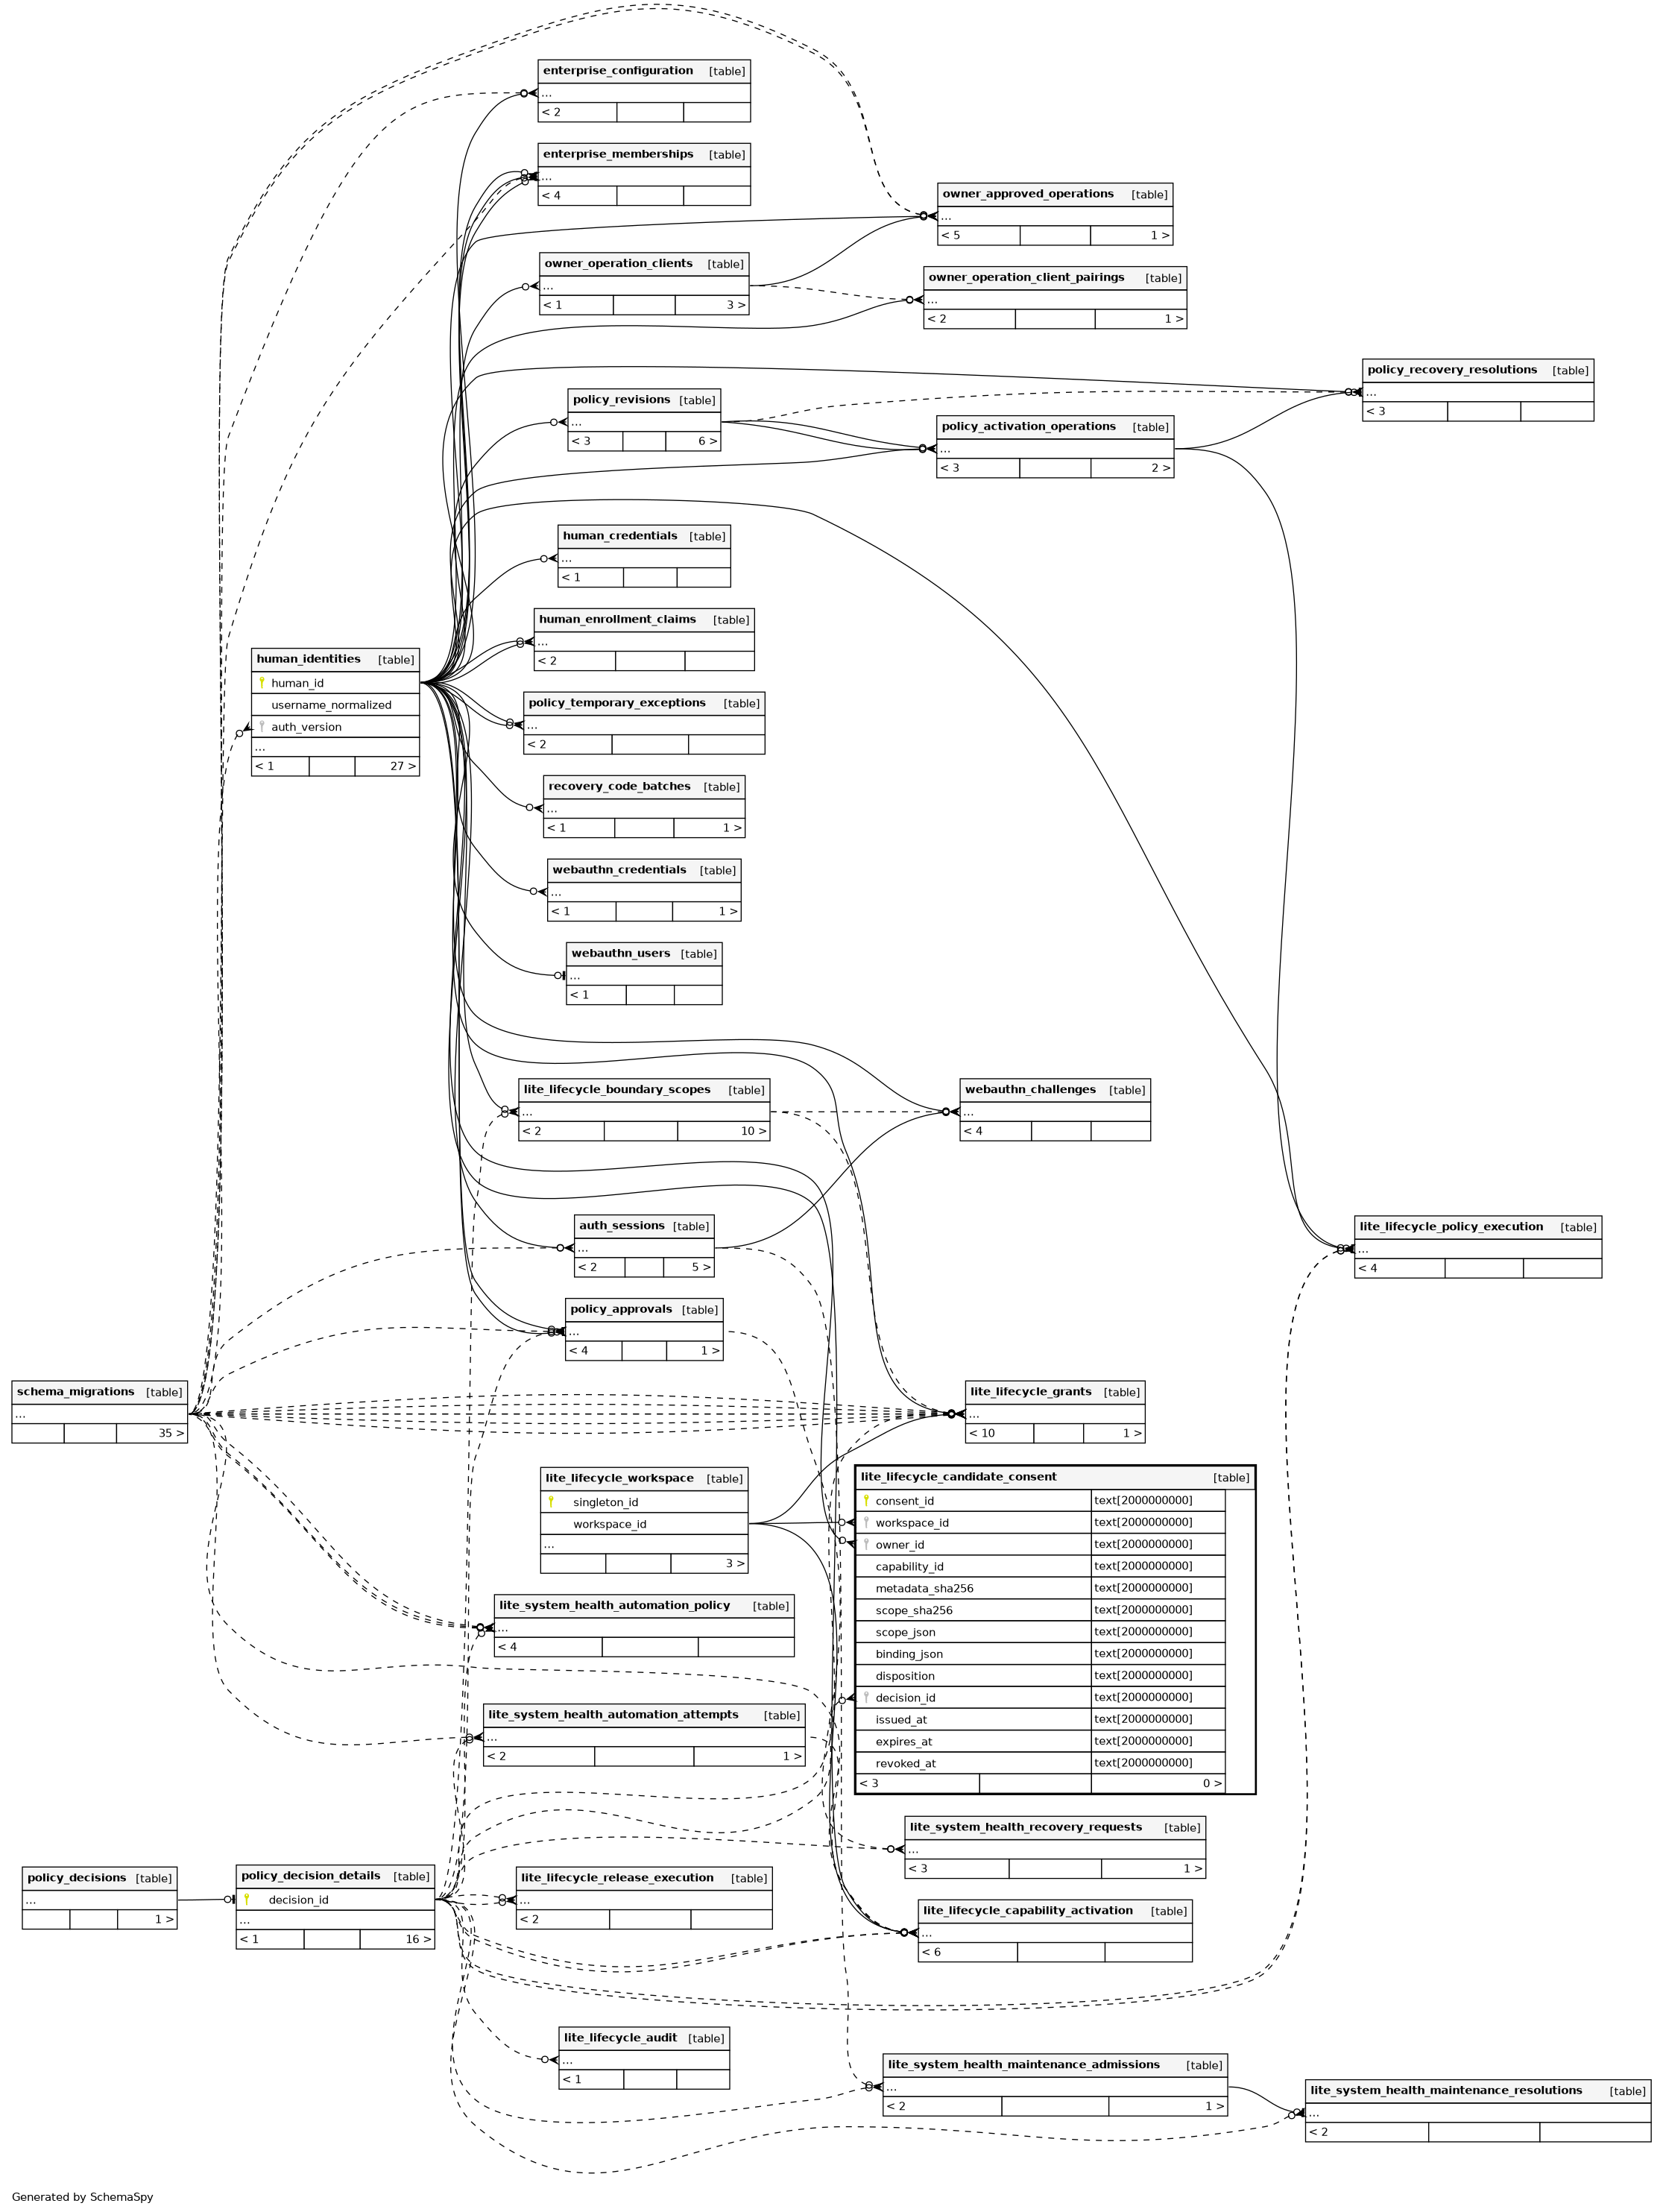 enterprise_configuration [table]
...
< 2
enterprise_memberships [table]
...
< 4
owner_approved_operations [table]
...
< 5 1 >
owner_operation_clients [table]
...
< 1 3 >
owner_operation_client_pairings [table]
...
< 2 1 >
policy_recovery_resolutions [table]
...
< 3
policy_revisions [table]
...
< 3 6 >
policy_activation_operations [table]
...
< 3 2 >
human_credentials [table]
...
< 1
human_enrollment_claims [table]
...
< 2
human_identities [table]
human_id
username_normalized
auth_version
...
< 1 27 >
policy_temporary_exceptions [table]
...
< 2
recovery_code_batches [table]
...
< 1 1 >
webauthn_credentials [table]
...
< 1 1 >
webauthn_users [table]
...
< 1
lite_lifecycle_boundary_scopes [table]
...
< 2 10 >
webauthn_challenges [table]
...
< 4
auth_sessions [table]
...
< 2 5 >
lite_lifecycle_policy_execution [table]
...
< 4
policy_approvals [table]
...
< 4 1 >
schema_migrations [table]
...
35 >
lite_lifecycle_grants [table]
...
< 10 1 >
lite_lifecycle_workspace [table]
singleton_id
workspace_id
...
3 >
lite_lifecycle_candidate_consent [table]
consent_id text[2000000000]
workspace_id text[2000000000]
owner_id text[2000000000]
capability_id text[2000000000]
metadata_sha256 text[2000000000]
scope_sha256 text[2000000000]
scope_json text[2000000000]
binding_json text[2000000000]
disposition text[2000000000]
decision_id text[2000000000]
issued_at text[2000000000]
expires_at text[2000000000]
revoked_at text[2000000000]
< 3 0 >
lite_system_health_automation_policy [table]
...
< 4
lite_system_health_automation_attempts [table]
...
< 2 1 >
lite_system_health_recovery_requests [table]
...
< 3 1 >
policy_decisions [table]
...
1 >
policy_decision_details [table]
decision_id
...
< 1 16 >
lite_lifecycle_release_execution [table]
...
< 2
lite_lifecycle_capability_activation [table]
...
< 6
lite_lifecycle_audit [table]
...
< 1
lite_system_health_maintenance_admissions [table]
...
< 2 1 >
lite_system_health_maintenance_resolutions [table]
...
< 2
Generated by SchemaSpy